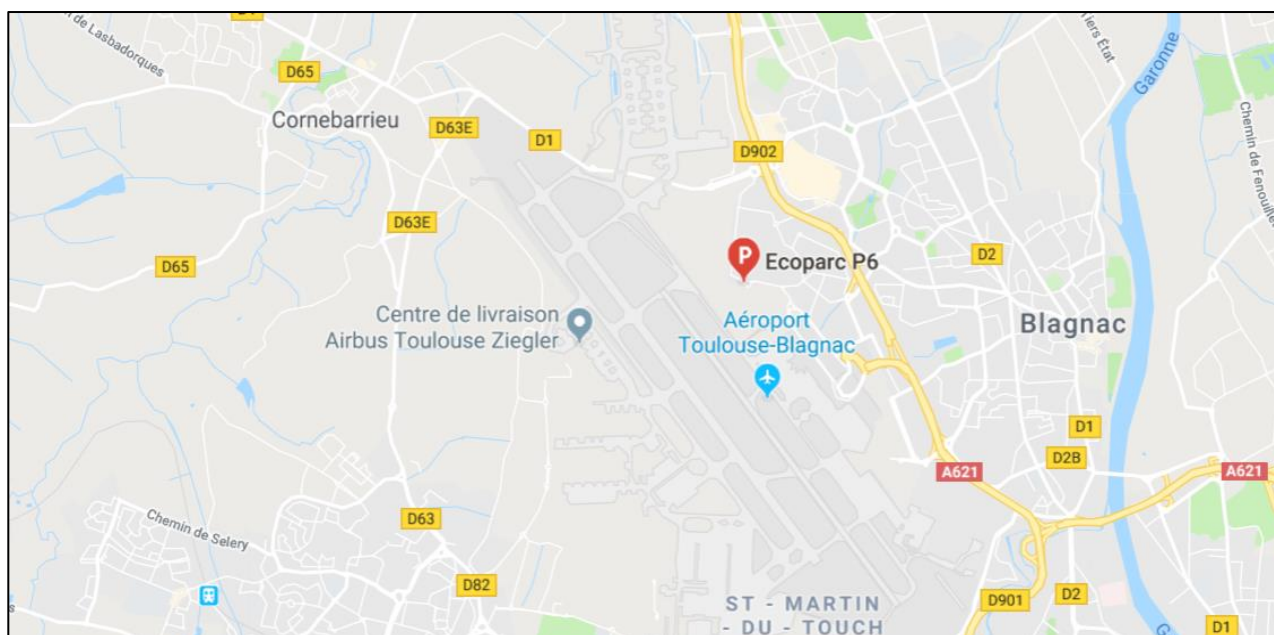 de Lasbadorques
D65
Cornebarrieu
D63E
D1
D902
Garonne
Chemin de Fenouillet
D63E
D65
P
Ecoparc P6
D2
Centre de livraison
Airbus Toulouse Ziegler
Aéroport
Toulouse-Blagnac
Blagnac
D1
D2B
A621
A621
Chemin de Selery
D63
D82
ST - MARTIN
- DU - TOUCH
D901
D2
D1